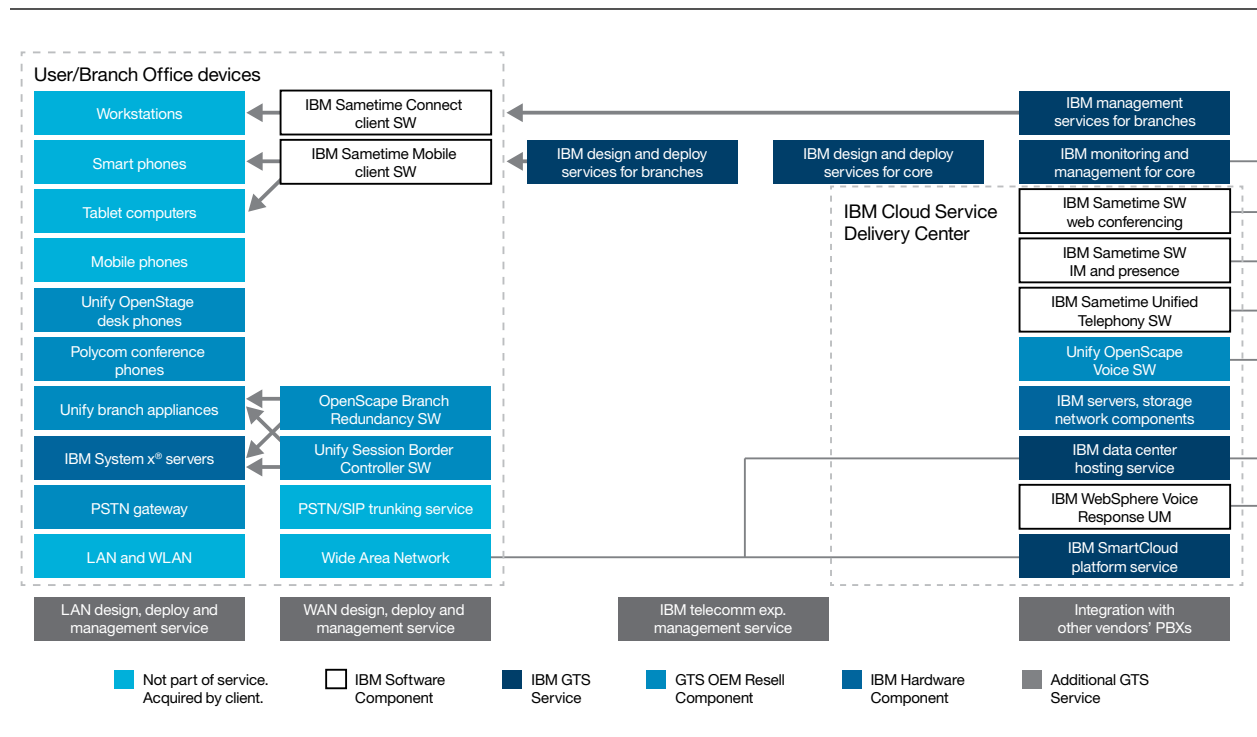 User/Branch Office devices
Workstations
Smart phones
Tablet computers
Mobile phones
Unify OpenStage
desk phones
Polycom conference
phones
Unify branch appliances
IBM System x® servers
PSTN gateway
LAN and WLAN
IBM Sametime Connect
client SW
IBM Sametime Mobile
client SW
OpenScape Branch
Redundancy SW
Unify Session Border
Controller SW
PSTN/SIP trunking service
Wide Area Network
IBM design and deploy
services for branches
IBM design and deploy
services for core
IBM management
services for branches
IBM monitoring and
management for core
IBM Cloud Service
Delivery Center
IBM Sametime SW
web conferencing
IBM Sametime SW
IM and presence
IBM Sametime Unified
Telephony SW
Unify OpenScape
Voice SW
IBM servers, storage
network components
IBM data center
hosting service
IBM WebSphere Voice
Response UM
IBM SmartCloud
platform service
LAN design, deploy and
management service
WAN design, deploy and
management service
IBM telecomm exp.
management service
Integration with
other vendors' PBXs
Not part of service.
Acquired by client.
IBM Software
Component
IBM GTS
Service
GTS OEM Resell
Component
IBM Hardware
Component
Additional GTS
Service